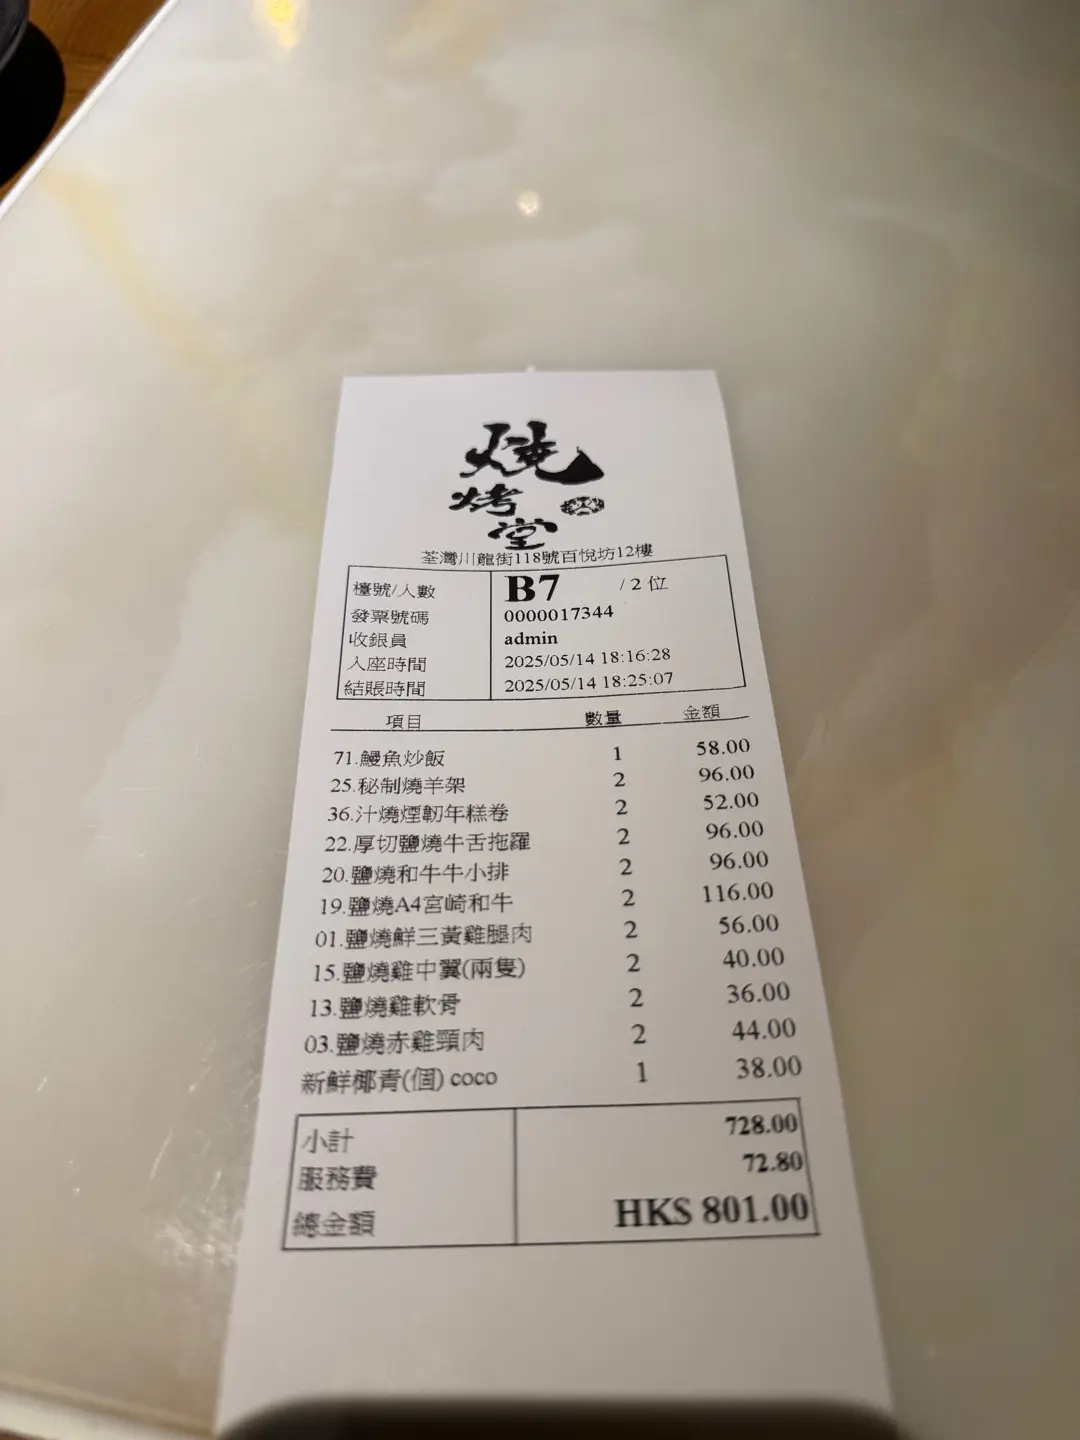 燒
烤
堂
荃灣川龍街118號百悅坊12樓
檯號/人數 B7 / 2 位
發票號碼 0000017344
收銀員 admin
入座時間 2025/05/14 18:16:28
結賬時間 2025/05/14 18:25:07
項目 數量 金額
71.鰻魚炒飯 1 58.00
25.秘制燒羊架 2 96.00
36.汁燒煙韌年糕卷 2 52.00
22.厚切鹽燒牛舌拖羅 2 96.00
20.鹽燒和牛牛小排 2 96.00
19.鹽燒A4宮崎和牛 2 116.00
01.鹽燒鮮三黃雞腿肉 2 56.00
15.鹽燒雞中翼(兩隻) 2 40.00
13.鹽燒雞軟骨 2 36.00
03.鹽燒赤雞頸肉 2 44.00
新鮮椰青(個) coco 1 38.00
小計 728.00
服務費 72.80
總金額 HK$ 801.00